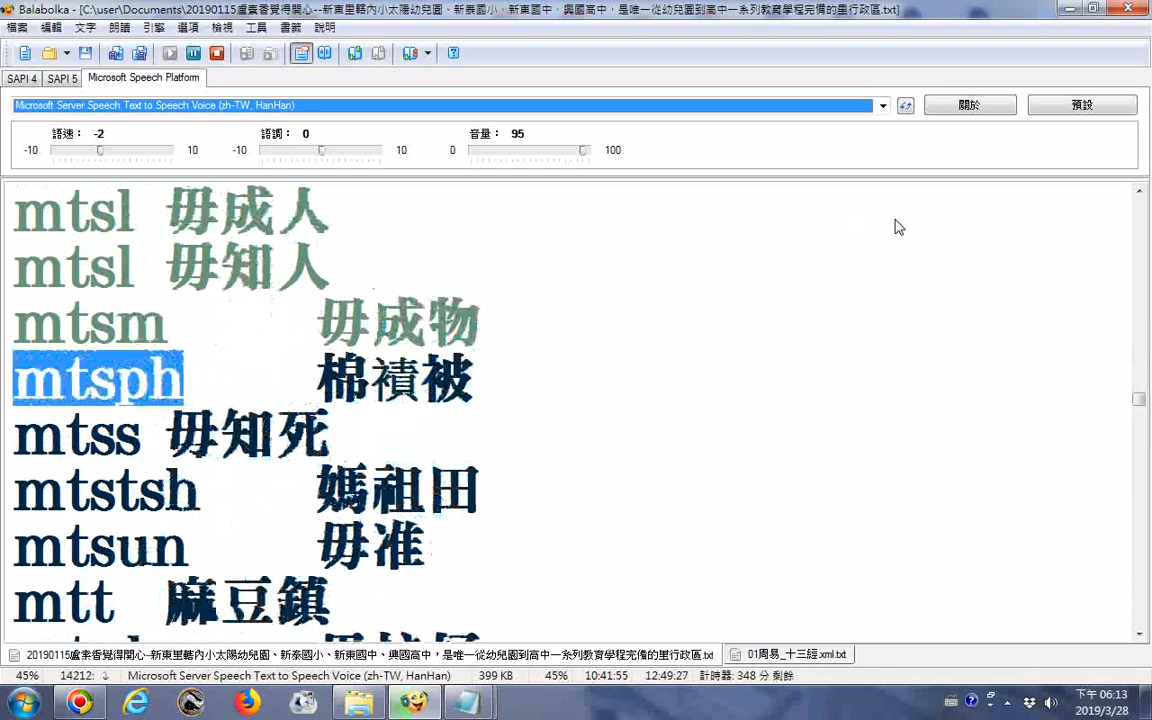 Balabolka - [C:\user\Documents\20190115盧素香覺得開心--新東里轄內小太陽幼兒園、新泰國小、新東國中、興國高中，是唯一從幼兒園到高中一系列教育學程完備的里行政區.txt]
檔案 編輯 文字 朗讀 引擎 選項 檢視 工具 書籤 說明
SAPI 4 SAPI 5 Microsoft Speech Platform
Microsoft Server Speech Text to Speech Voice (zh-TW, HanHan) 關於 預設
語速： -2 語調： 0 音量： 95
-10 10 -10 10 0 100
mtsl 毋成人
mtsl 毋知人
mtsm 毋成物
mtsph 棉襀被
mtss 毋知死
mtstsh 媽祖田
mtsun 毋准
mtt 麻豆鎮
20190115盧素香覺得開心--新東里轄內小太陽幼兒園、新泰國小、新東國中、興國高中，是唯一從幼兒園到高中一系列教育學程完備的里行政區.txt 01周易_十三經.xml.txt
45% 14212: Microsoft Server Speech Text to Speech Voice (zh-TW, HanHan) 399 KB 45% 10:41:55 12:49:27 計時器: 348 分 剩餘
下午 06:13
2019/3/28